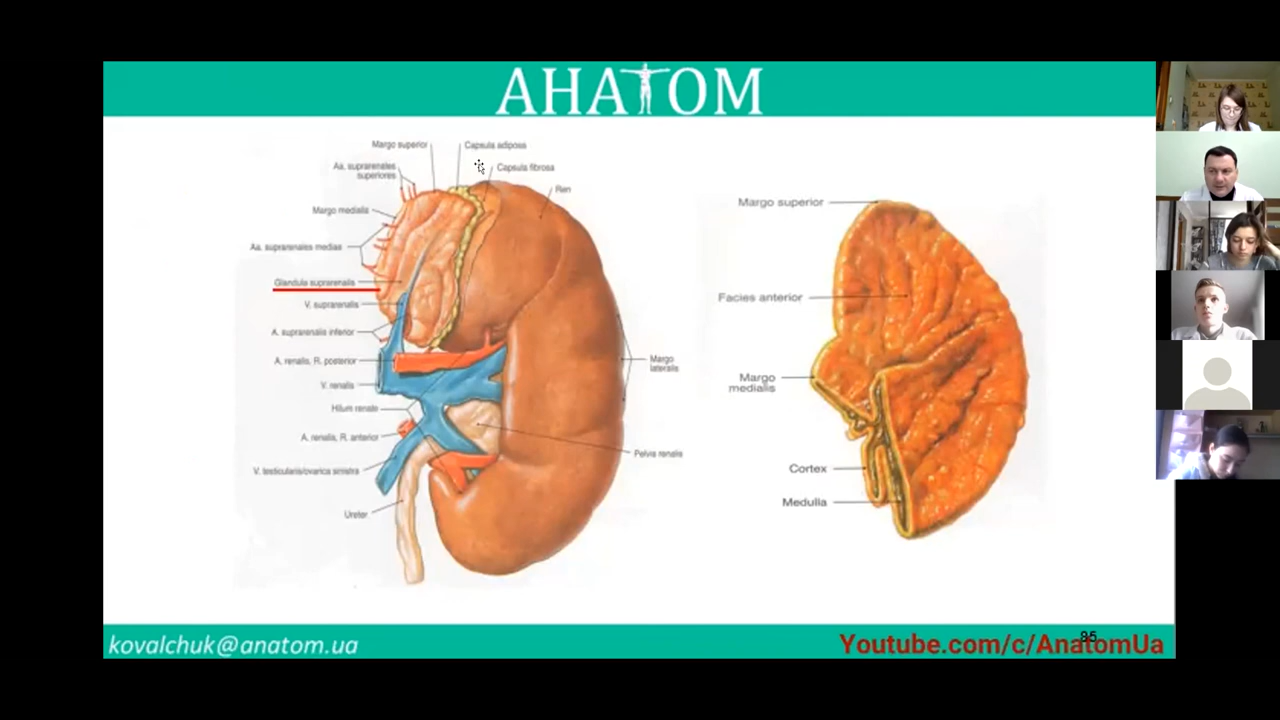 АНАТОМ
Margo superior
Capsula adiposa
Aa. suprarenales
superiores
Capsula fibrosa
Ren
Margo medialis
Aa. suprarenales medias
Glandula suprarenalis
V. suprarenalis
A. suprarenalis inferior
A. renalis, R. posterior
V. renalis
Hilum renale
A. renalis, R. anterior
V. testicularis/ovarica sinistra
Ureter
Margo
lateralis
Pelvis renalis
Margo superior
Facies anterior
Margo
medialis
Cortex
Medulla
kovalchuk@anatom.ua
85
Youtube.com/c/AnatomUa